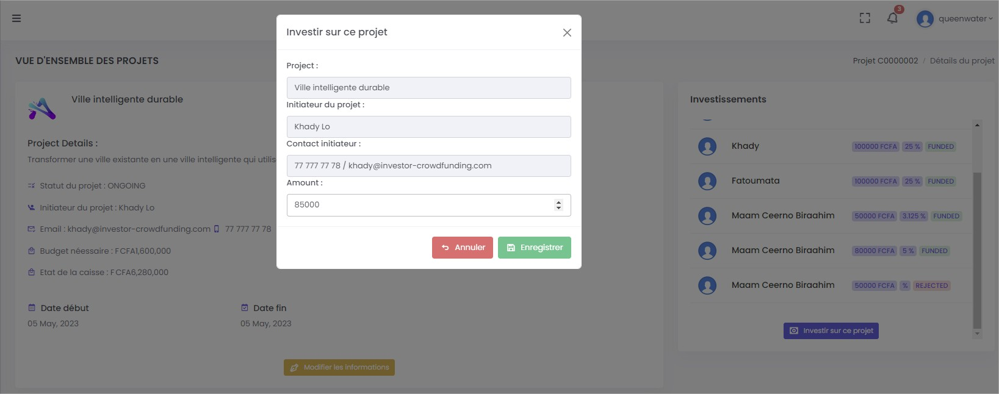 3
queenwater
VUE D'ENSEMBLE DES PROJETS
Projet C0000002 / Détails du projet
Ville intelligente durable
Project Details :
Transformer une ville existante en une ville intelligente qui utilis
Statut du projet : ONGOING
Initiateur du projet : Khady Lo
Email : khady@investor-crowdfunding.com 77 777 77 78
Budget néessaire : FCFA1,600,000
Etat de la caisse : FCFA6,280,000
Date début
05 May, 2023
Date fin
05 May, 2023
Modifier les informations
Investir sur ce projet
Project :
Ville intelligente durable
Initiateur du projet :
Khady Lo
Contact initiateur :
77 777 77 78 / khady@investor-crowdfunding.com
Amount :
85000
Annuler
Enregistrer
Investissements
Khady 100000 FCFA 25 % FUNDED
Fatoumata 100000 FCFA 25 % FUNDED
Maam Ceerno Biraahim 50000 FCFA 3.125 % FUNDED
Maam Ceerno Biraahim 80000 FCFA 5 % FUNDED
Maam Ceerno Biraahim 50000 FCFA % REJECTED
Investir sur ce projet